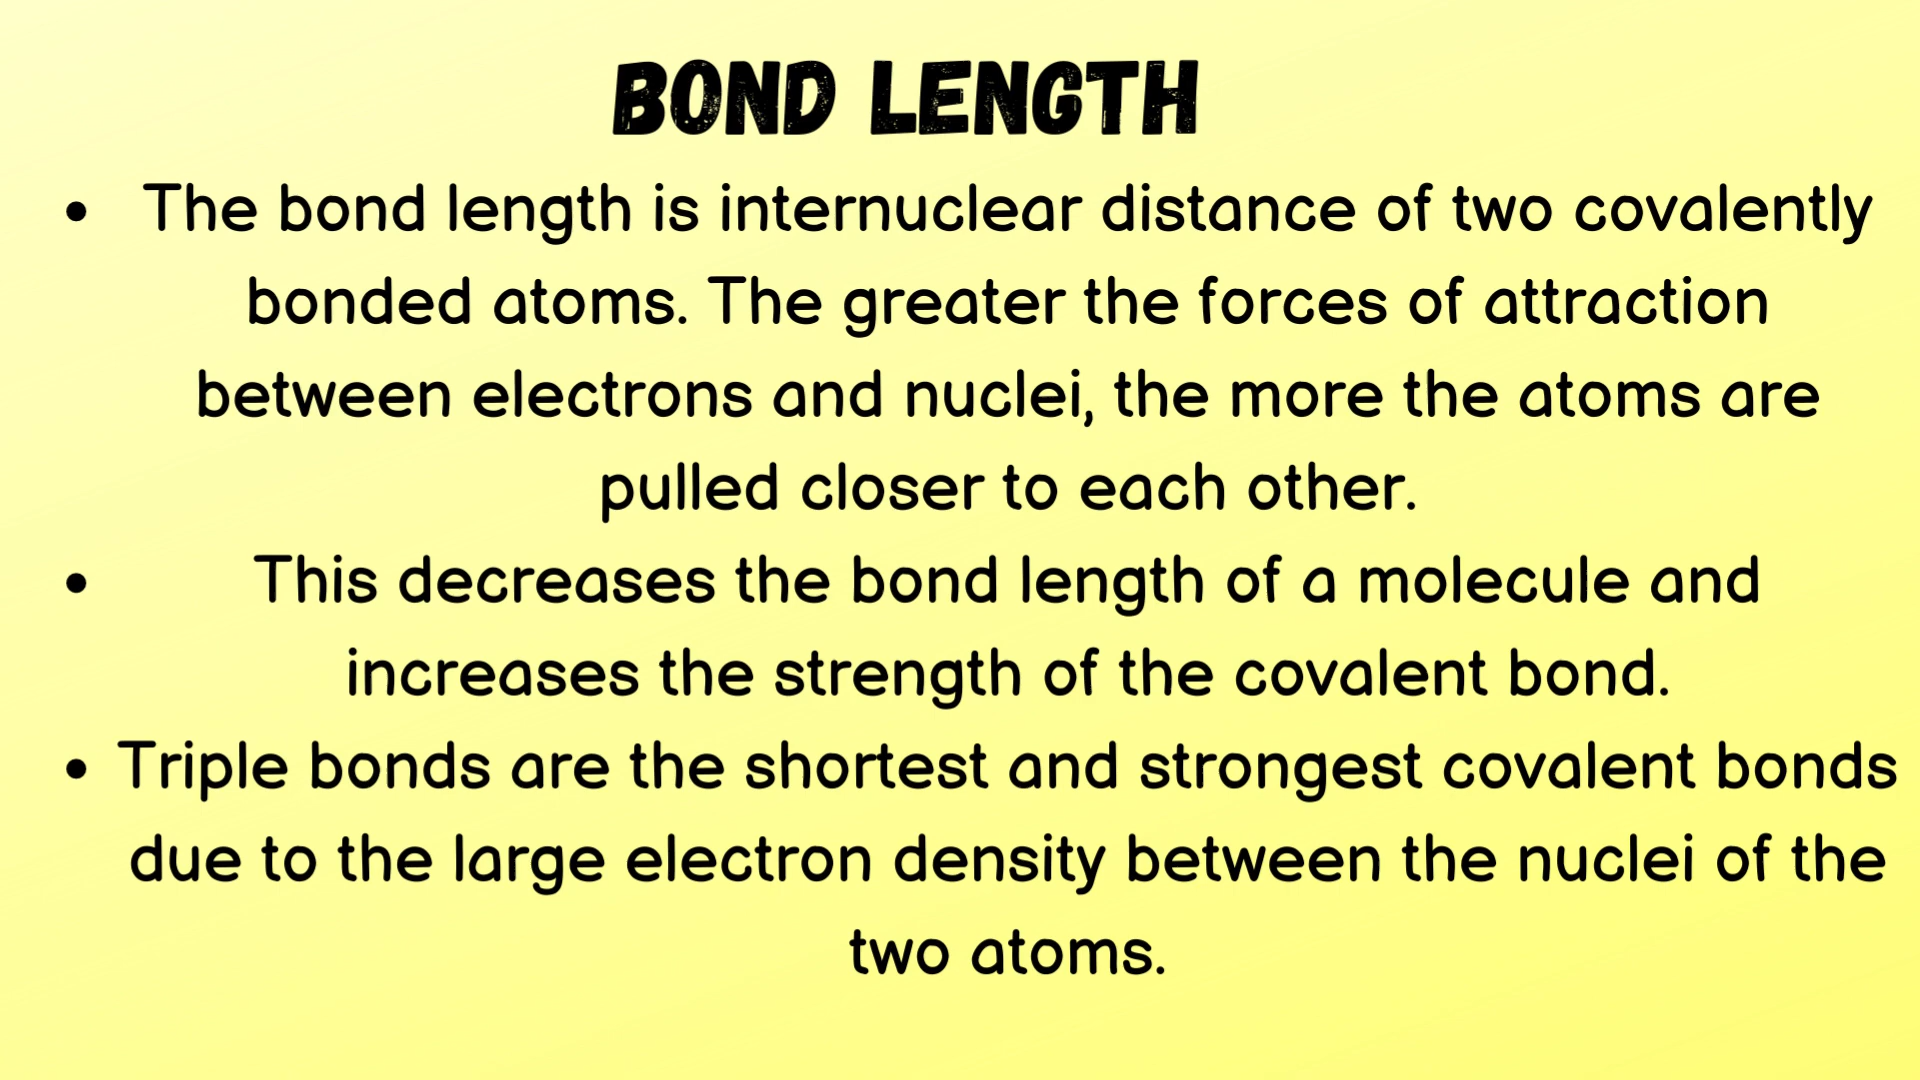 BOND LENGTH
• The bond length is internuclear distance of two covalently
bonded atoms. The greater the forces of attraction
between electrons and nuclei, the more the atoms are
pulled closer to each other.
• This decreases the bond length of a molecule and
increases the strength of the covalent bond.
• Triple bonds are the shortest and strongest covalent bonds
due to the large electron density between the nuclei of the
two atoms.